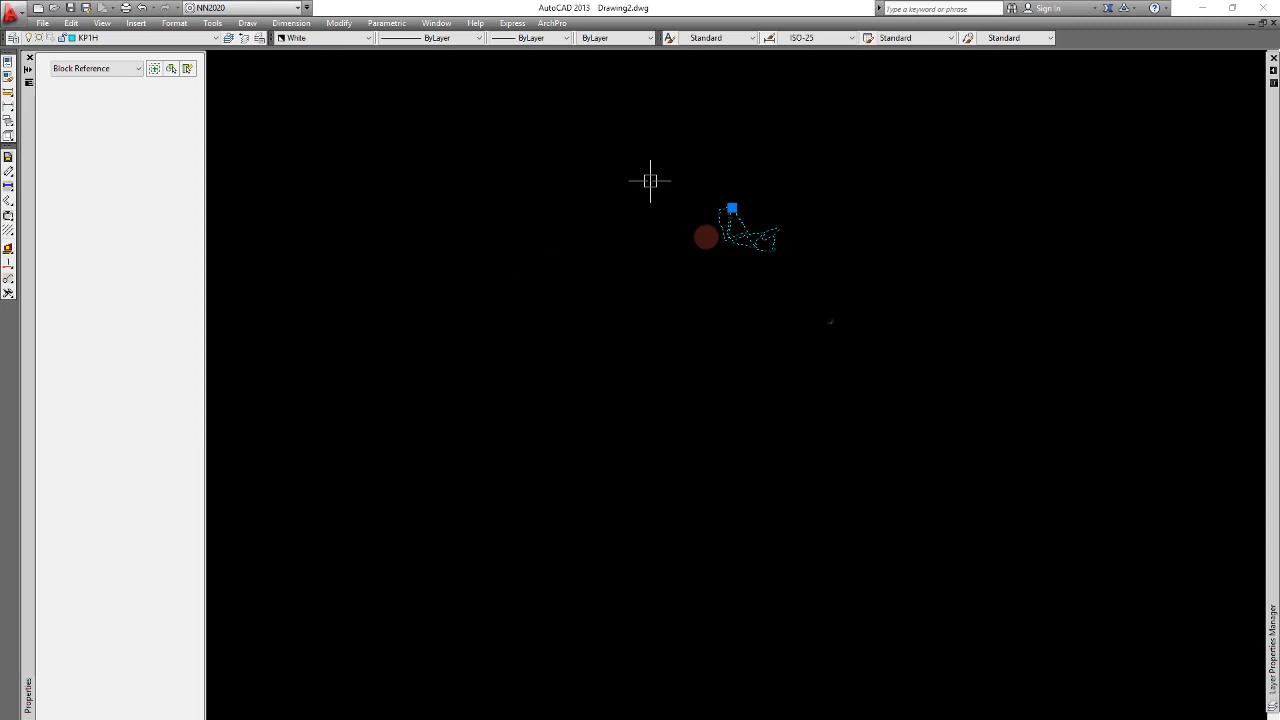 NN2020
AutoCAD 2013 Drawing2.dwg
Type a keyword or phrase
Sign In
File Edit View Insert Format Tools Draw Dimension Modify Parametric Window Help Express ArchPro
KP1H
White
ByLayer
ByLayer
ByLayer
Standard
ISO-25
Standard
Standard
Block Reference
Properties
Layer Properties Manager